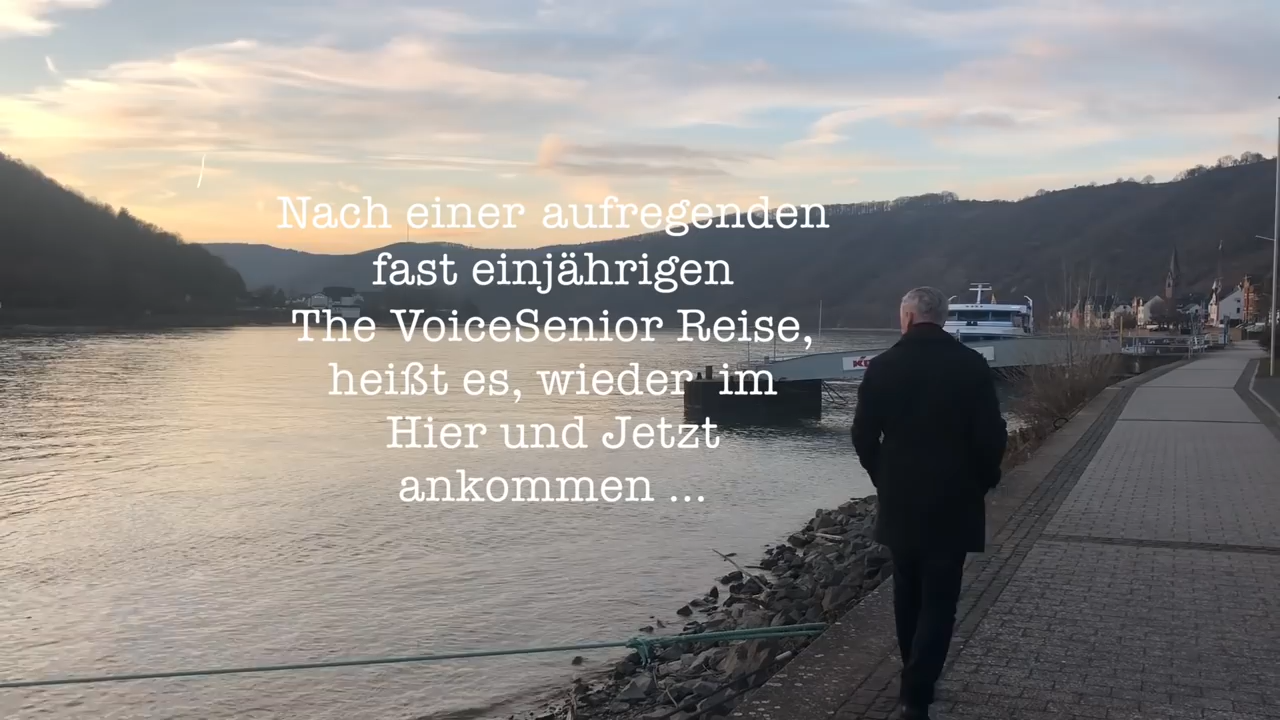 Nach einer aufregenden
fast einjährigen
The VoiceSenior Reise,
heißt es, wieder im
Hier und Jetzt
ankommen ...